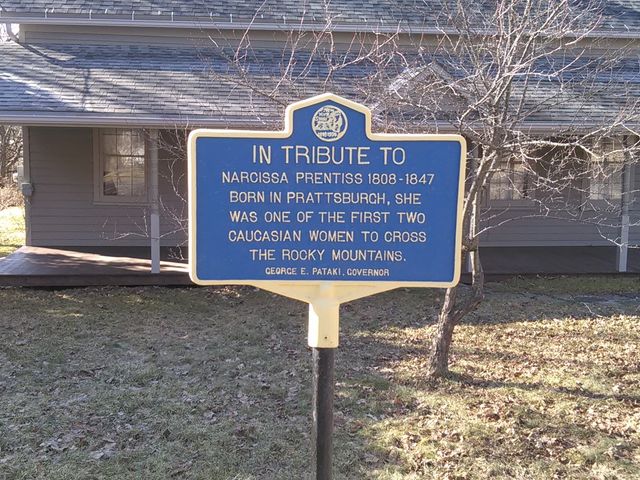 IN TRIBUTE TO
NARCISSA PRENTISS 1808-1847
BORN IN PRATTSBURGH, SHE
WAS ONE OF THE FIRST TWO
CAUCASIAN WOMEN TO CROSS
THE ROCKY MOUNTAINS.
GEORGE E. PATAKI, GOVERNOR